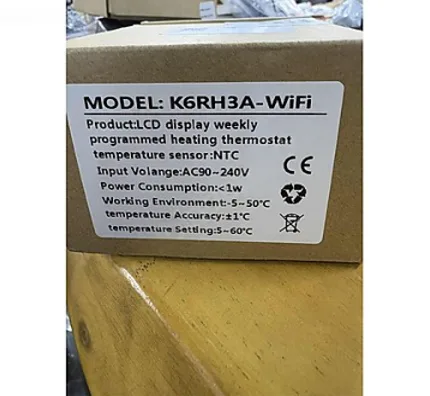 MODEL: K6RH3A-WiFi
Product:LCD display weekly
programmed heating thermostat
temperature sensor:NTC
Input Volange:AC90~240V
Power Consumption:<1w
Working Environment:-5~50℃
temperature Accuracy:±1℃
temperature Setting:5~60℃
CE